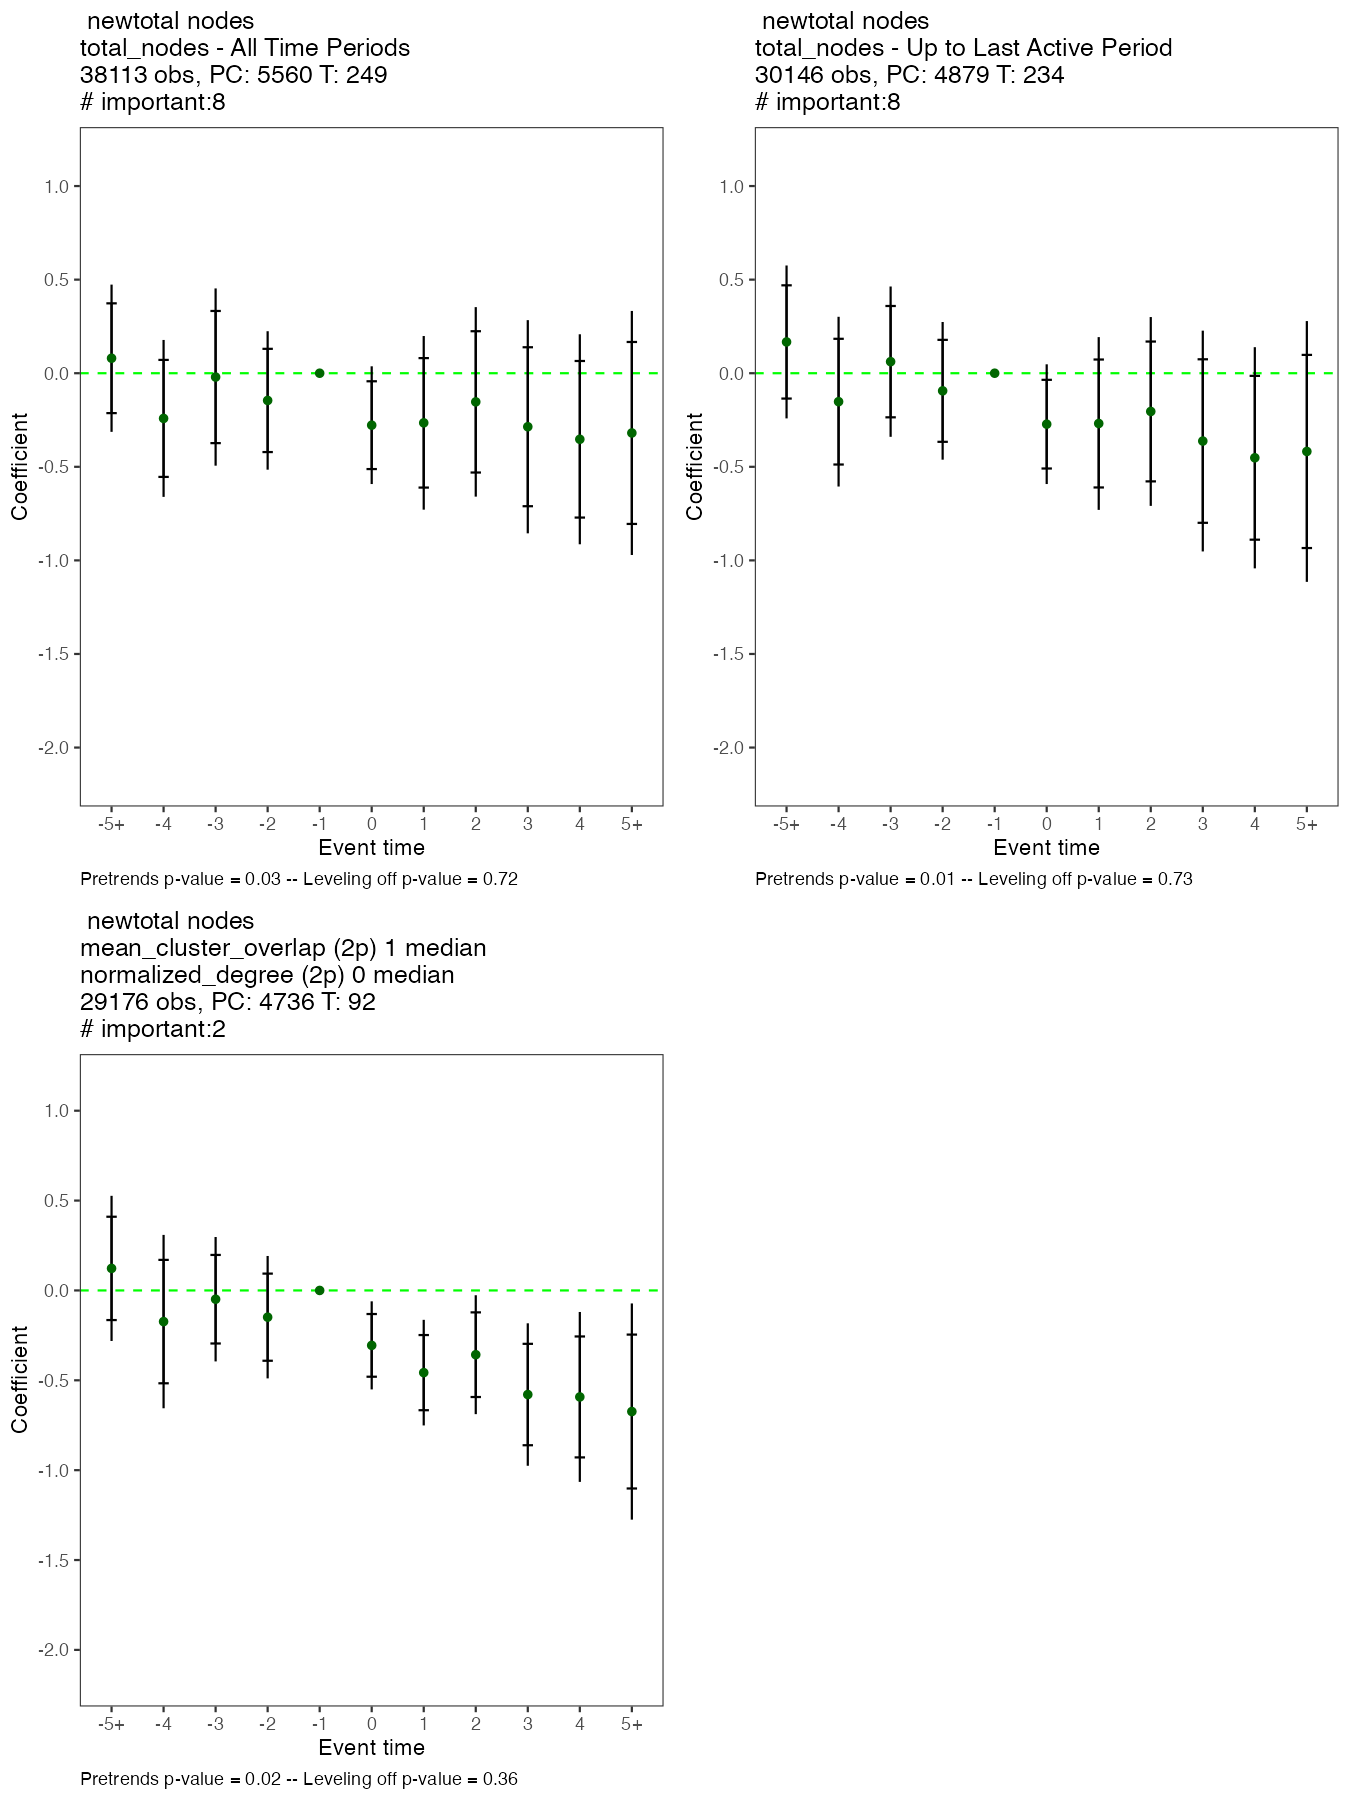 newtotal nodes
total_nodes - All Time Periods
38113 obs, PC: 5560 T: 249
# important:8
1.0
0.5
0.0
-0.5
-1.0
-1.5
-2.0
Coefficient
-5+ -4 -3 -2 -1 0 1 2 3 4 5+
Event time
Pretrends p-value = 0.03 -- Leveling off p-value = 0.72
newtotal nodes
total_nodes - Up to Last Active Period
30146 obs, PC: 4879 T: 234
# important:8
1.0
0.5
0.0
-0.5
-1.0
-1.5
-2.0
Coefficient
-5+ -4 -3 -2 -1 0 1 2 3 4 5+
Event time
Pretrends p-value = 0.01 -- Leveling off p-value = 0.73
newtotal nodes
mean_cluster_overlap (2p) 1 median
normalized_degree (2p) 0 median
29176 obs, PC: 4736 T: 92
# important:2
1.0
0.5
0.0
-0.5
-1.0
-1.5
-2.0
Coefficient
-5+ -4 -3 -2 -1 0 1 2 3 4 5+
Event time
Pretrends p-value = 0.02 -- Leveling off p-value = 0.36